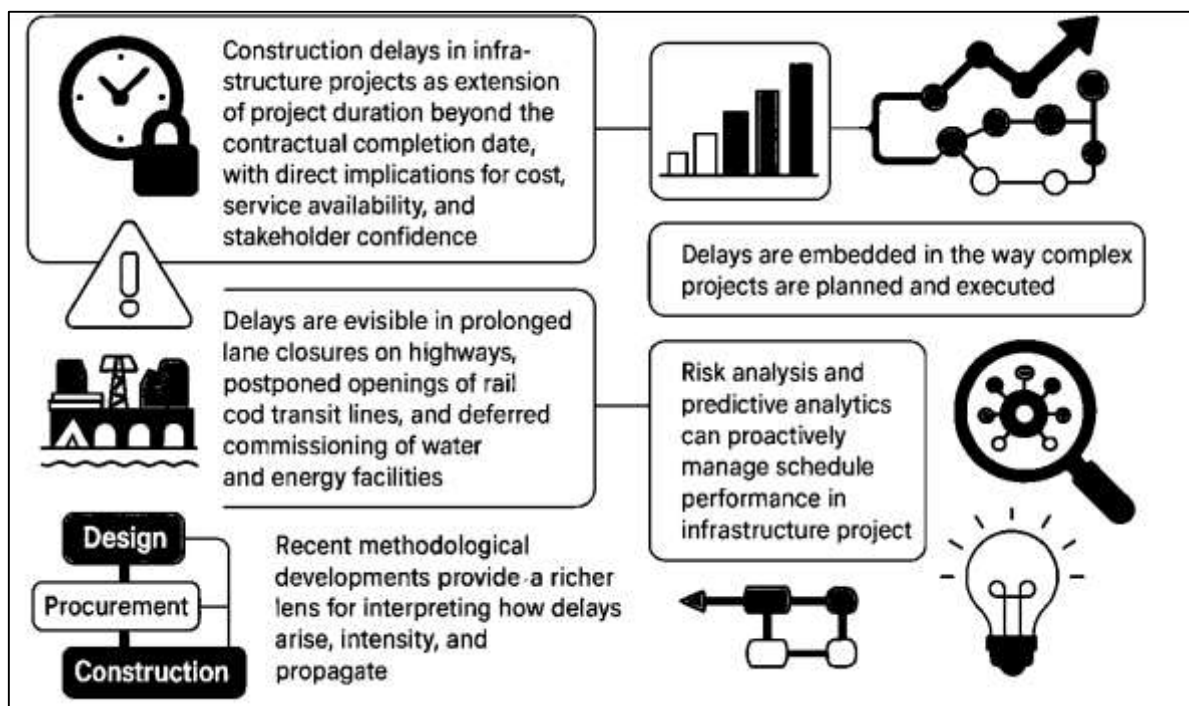 Construction delays in infra-
structure projects as extension
of project duration beyond the
contractual completion date,
with direct implications for cost,
service availability, and
stakeholder confidence
Delays are embedded in the way complex
projects are planned and executed
Delays are evisible in prolonged
lane closures on highways,
postponed openings of rail
cod transit lines, and deferred
commissioning of water
and energy facilities
Risk analysis and
predictive analytics
can proactively
manage schedule
performance in
infrastructure project
Design
Procurement
Construction
Recent methodological
developments provide a richer
lens for interpreting how delays
arise, intensity, and
propagate